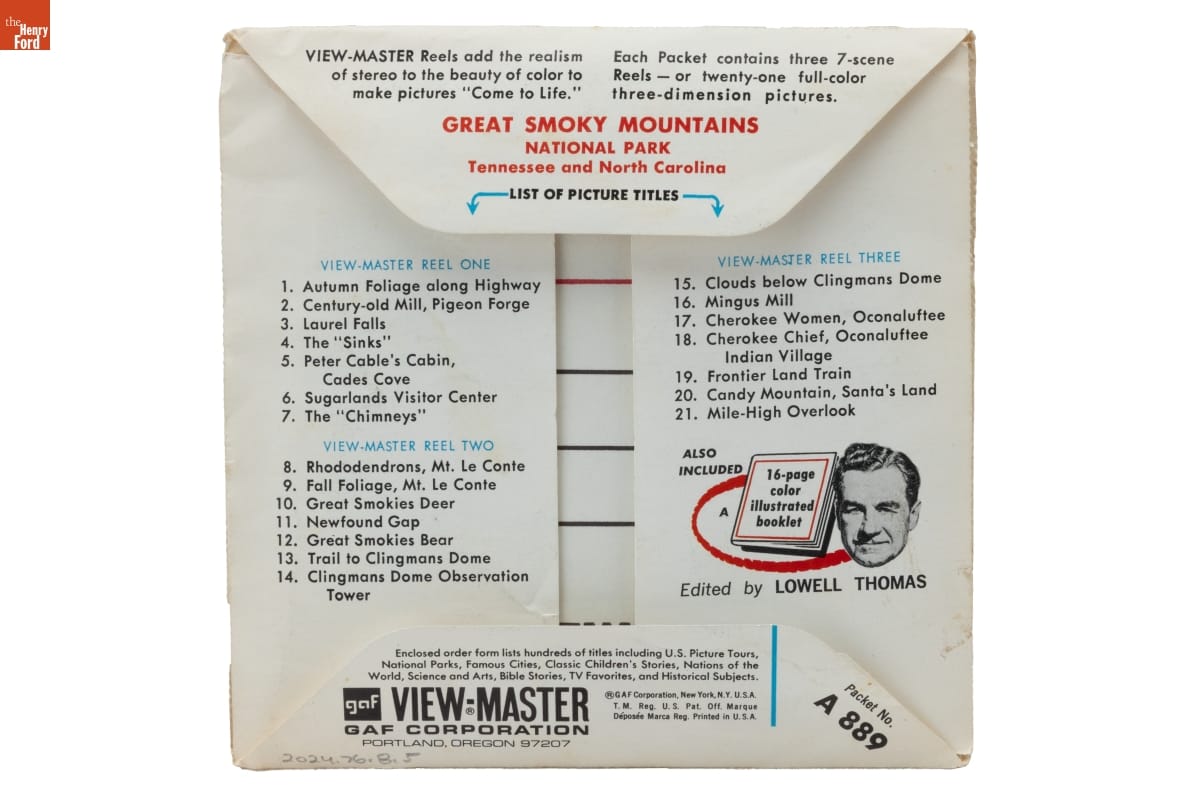 the
Henry
Ford
VIEW-MASTER Reels add the realism
of stereo to the beauty of color to
make pictures "Come to Life."
Each Packet contains three 7-scene
Reels — or twenty-one full-color
three-dimension pictures.
GREAT SMOKY MOUNTAINS
NATIONAL PARK
Tennessee and North Carolina
LIST OF PICTURE TITLES
VIEW-MASTER REEL ONE
1. Autumn Foliage along Highway
2. Century-old Mill, Pigeon Forge
3. Laurel Falls
4. The "Sinks"
5. Peter Cable's Cabin,
Cades Cove
6. Sugarlands Visitor Center
7. The "Chimneys"
VIEW-MASTER REEL TWO
8. Rhododendrons, Mt. Le Conte
9. Fall Foliage, Mt. Le Conte
10. Great Smokies Deer
11. Newfound Gap
12. Great Smokies Bear
13. Trail to Clingmans Dome
14. Clingmans Dome Observation
Tower
VIEW-MASTER REEL THREE
15. Clouds below Clingmans Dome
16. Mingus Mill
17. Cherokee Women, Oconaluftee
18. Cherokee Chief, Oconaluftee
Indian Village
19. Frontier Land Train
20. Candy Mountain, Santa's Land
21. Mile-High Overlook
ALSO
INCLUDED
A
16-page
color
illustrated
booklet
Edited by LOWELL THOMAS
Enclosed order form lists hundreds of titles including U.S. Picture Tours,
National Parks, Famous Cities, Classic Children's Stories, Nations of the
World, Science and Arts, Bible Stories, TV Favorites, and Historical Subjects.
gaf VIEW-MASTER®
GAF CORPORATION
PORTLAND, OREGON 97207
®GAF Corporation, New York, N.Y. U.S.A.
T. M. Reg. U.S. Pat. Off. Marque
Déposée Marca Reg. Printed in U.S.A.
Packet No.
A 889
2024.76.8.5